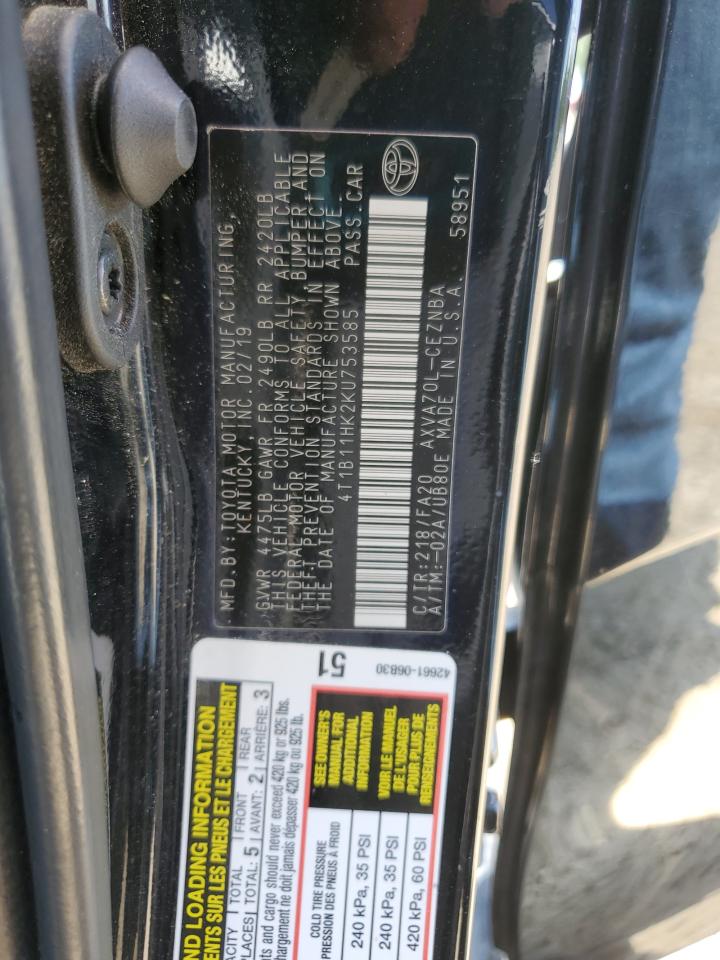 MFD.BY:TOYOTA MOTOR MANUFACTURING,
KENTUCKY, INC. 02/19
GVWR 4475LB GAWR FR 2490LB RR 2420LB
THIS VEHICLE CONFORMS TO ALL APPLICABLE
FEDERAL MOTOR VEHICLE SAFETY, BUMPER AND
THEFT PREVENTION STANDARDS IN EFFECT ON
THE DATE OF MANUFACTURE SHOWN ABOVE.
4T1B11HK2KU753585 PASS.CAR
C/TR:218/FA20 AXVA70L-CEZNBA
A/TM:-02A/UB80E MADE IN U.S.A. 58951
ND LOADING INFORMATION
ENTS SUR LES PNEUS ET LE CHARGEMENT
51
42661-06B30
ACITY TOTAL FRONT REAR
PLACES TOTAL: 5 AVANT: 2 ARRIÈRE: 3
nts and cargo should never exceed 420 kg or 925 lbs.
hargement ne doit jamais dépasser 420 kg ou 925 lb.
COLD TIRE PRESSURE
PRESSION DES PNEUS À FROID
240 kPa, 35 PSI
240 kPa, 35 PSI
420 kPa, 60 PSI
SEE OWNER'S
MANUAL FOR
ADDITIONAL
INFORMATION
VOIR LE MANUEL
DE L'USAGER
POUR PLUS DE
RENSEIGNEMENTS